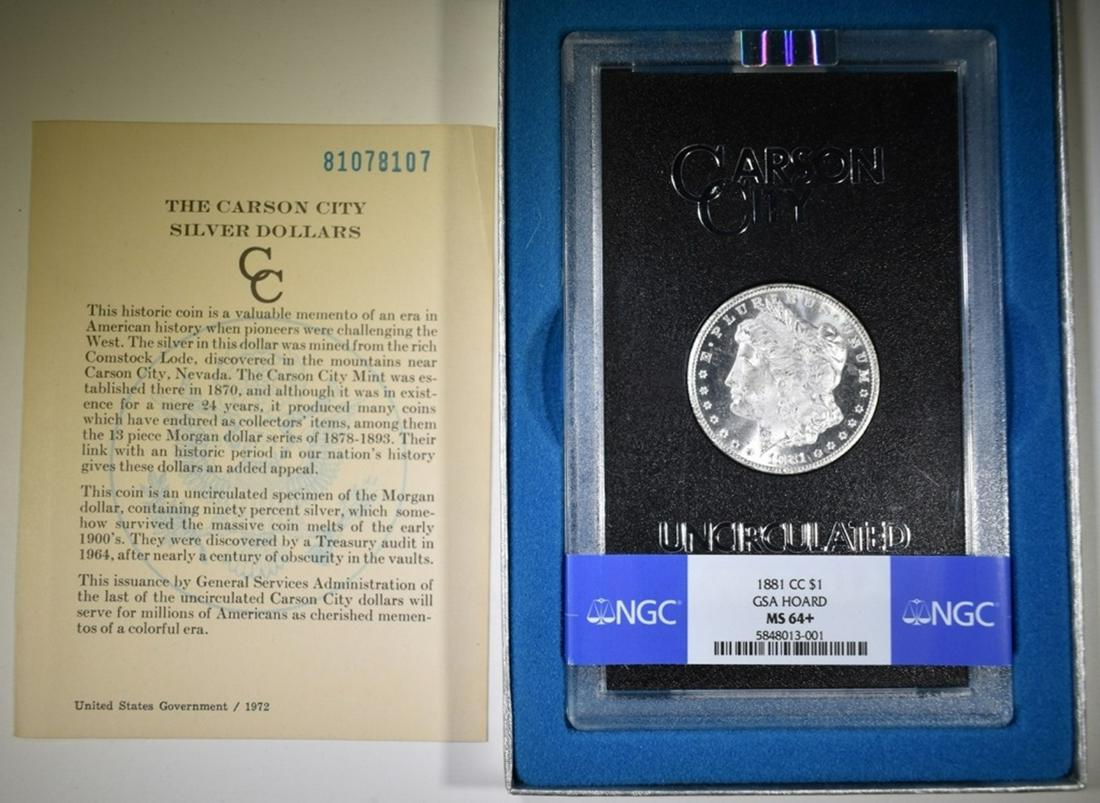 81078107
THE CARSON CITY
SILVER DOLLARS
CC
This historic coin is a valuable memento of an era in
American history when pioneers were challenging the
West. The silver in this dollar was mined from the rich
Comstock Lode, discovered in the mountains near
Carson City, Nevada. The Carson City Mint was es-
tablished there in 1870, and although it was in exist-
ence for a mere 24 years, it produced many coins
which have endured as collectors' items, among them
the 13 piece Morgan dollar series of 1878-1893. Their
link with an historic period in our nation's history
gives these dollars an added appeal.
This coin is an uncirculated specimen of the Morgan
dollar, containing ninety percent silver, which some-
how survived the massive coin melts of the early
1900's. They were discovered by a Treasury audit in
1964, after nearly a century of obscurity in the vaults.
This issuance by General Services Administration of
the last of the uncirculated Carson City dollars will
serve for millions of Americans as cherished memen-
tos of a colorful era.
United States Government / 1972
CARSON
CITY
E·PLURIBUS UNUM
1881
UNCIRCULATED
NGC
1881 CC $1
GSA HOARD
MS 64+
5848013-001
NGC